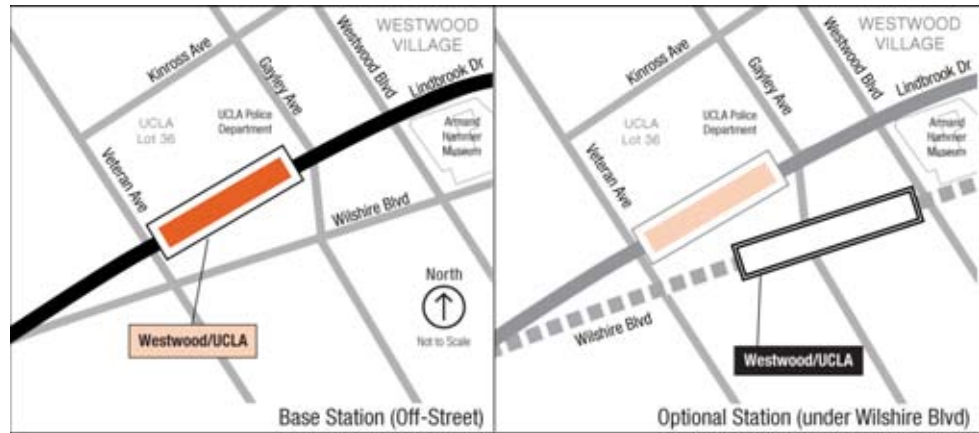 WESTWOOD
VILLAGE
Kinross Ave
Gayley Ave
Westwood Blvd
Lindbrook Dr
UCLA
Lot 36
UCLA Police
Department
Armand
Hammer
Museum
Veteran Ave
Wilshire Blvd
North
Not to Scale
Westwood/UCLA
Base Station (Off-Street)
WESTWOOD
VILLAGE
Kinross Ave
Gayley Ave
Westwood Blvd
Lindbrook Dr
UCLA
Lot 36
UCLA Police
Department
Armand
Hammer
Museum
Veteran Ave
Wilshire Blvd
Westwood/UCLA
Optional Station (under Wilshire Blvd)